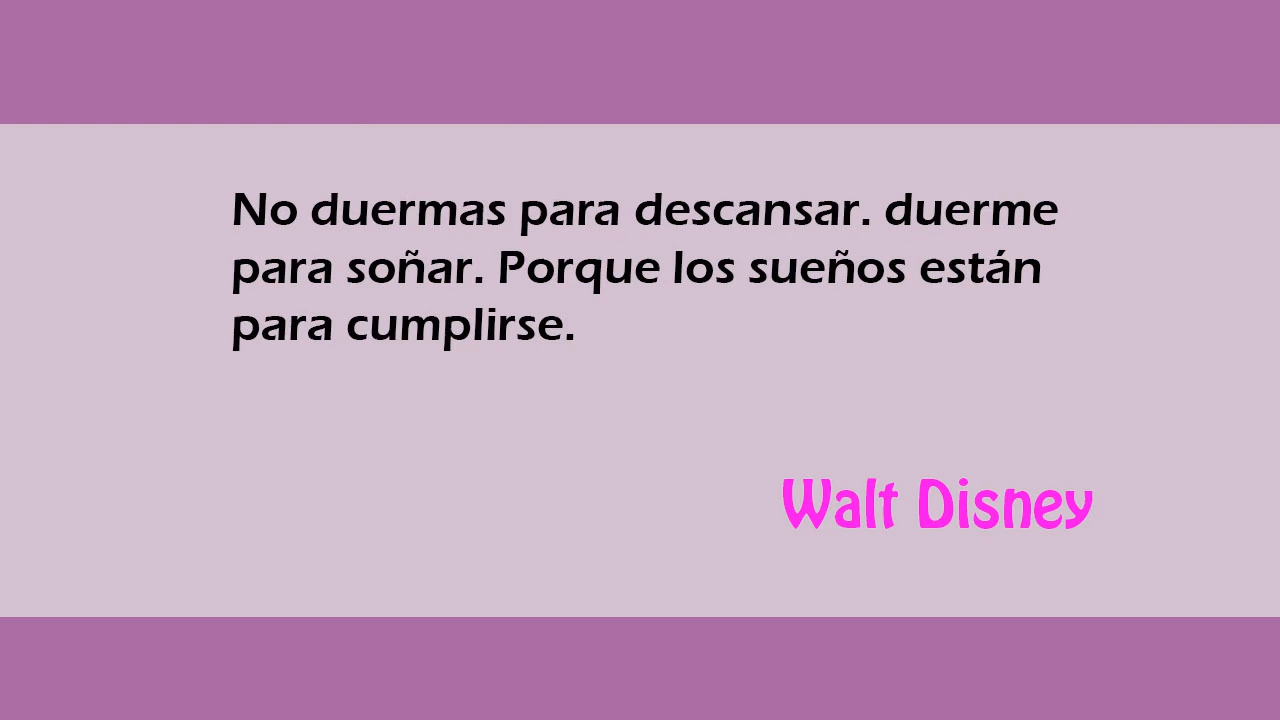 No duermas para descansar. duerme
para soñar. Porque los sueños están
para cumplirse.
Walt Disney